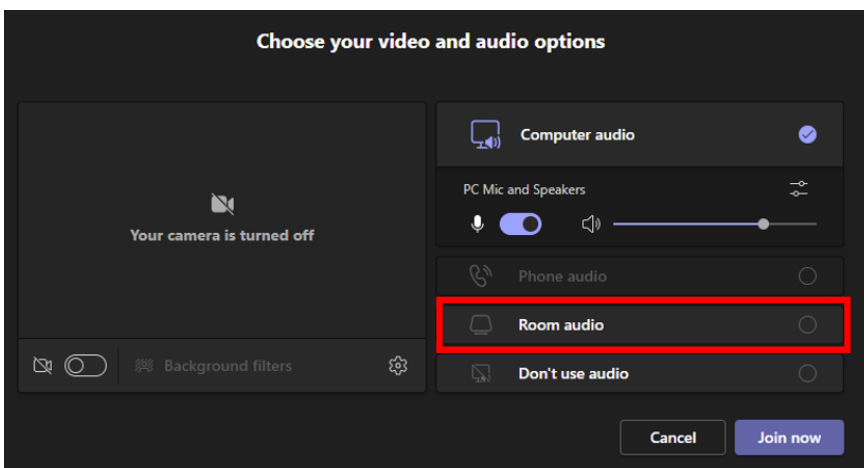 Choose your video and audio options
Your camera is turned off
Background filters
Computer audio
PC Mic and Speakers
Phone audio
Room audio
Don't use audio
Cancel
Join now